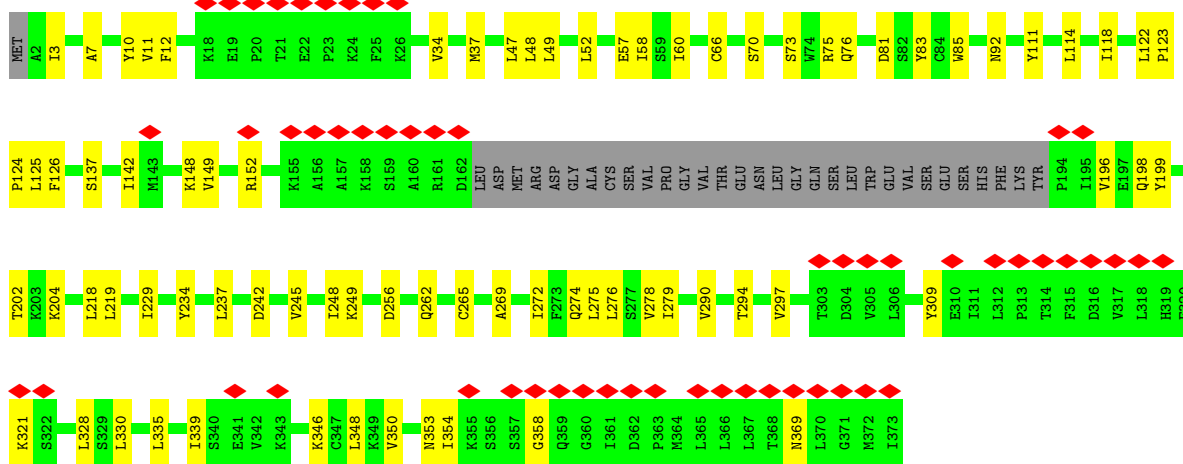 MET A2 I3 A7 Y10 V11 F12 K18 E19 P20 T21 E22 P23 K24 F25 K26 V34 M37 L47 L48 L49 L52 E57 I58 S59 I60 C66 S70 S73 W74 R75 Q76 D81 S82 Y83 C84 W85 N92 Y111 L114 I118 L122 P123
P124 L125 F126 S137 I142 M143 K148 V149 R152 K155 A156 A157 K158 S159 A160 R161 D162 LEU ASP MET ARG ASP GLY ALA CYS SER VAL PRO GLY VAL THR GLU ASN LEU GLY GLN SER LEU TRP GLU VAL SER GLU SER HIS PHE LYS TYR P194 I195 V196 E197 Q198 Y199
T202 K203 K204 L218 L219 I229 Y234 L237 D242 V245 I248 K249 D256 Q262 C265 A269 I272 F273 Q274 L275 L276 S277 V278 I279 V290 T294 V297 T303 D304 V305 L306 Y309 E310 I311 L312 P313 T314 F315 D316 V317 L318 H319
K321 S322 L328 S329 L330 L335 I339 S340 E341 V342 K343 K346 C347 L348 K349 V350 N353 I354 K355 S356 S357 G358 Q359 G360 I361 D362 P363 M364 L365 L366 L367 T368 N369 L370 G371 M372 I373